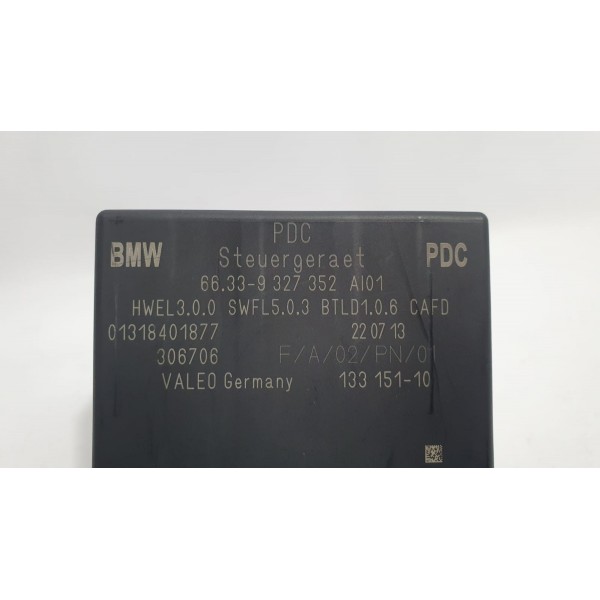 PDC
BMW Steuergeraet PDC
66.33-9 327 352 AI01
HWEL3.0.0 SWFL5.0.3 BTLD1.0.6 CAFD
01318401877 22 07 13
306706 F/A/02/PN/01
VALEO Germany 133 151-10